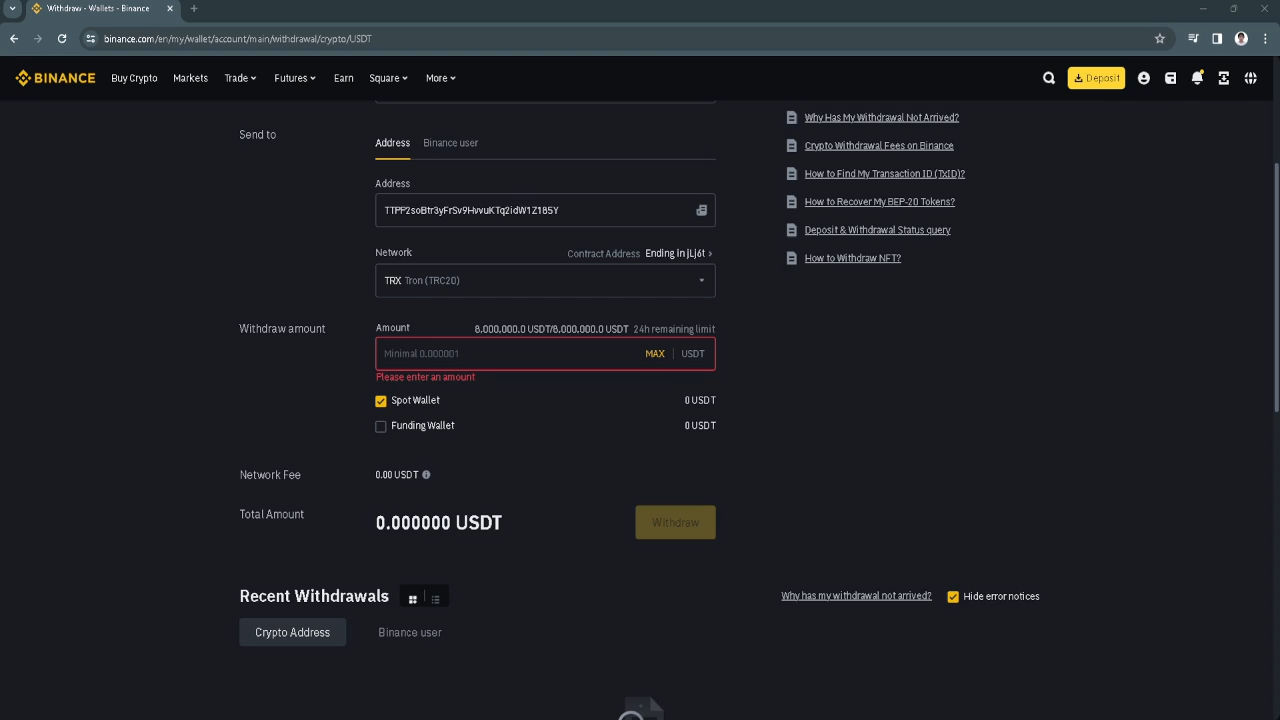 Withdraw - Wallets - Binance
binance.com/en/my/wallet/account/main/withdrawal/crypto/USDT
BINANCE Buy Crypto Markets Trade Futures Earn Square More Deposit
Send to
Address Binance user
Address
TTPP2soBtr3yFrSv9HvvuKTq2idW1Z185Y
Network Contract Address Ending in jLj6t
TRX Tron (TRC20)
Withdraw amount
Amount 8,000,000.0 USDT/8,000,000.0 USDT 24h remaining limit
Minimal 0.000001 MAX USDT
Please enter an amount
Spot Wallet 0 USDT
Funding Wallet 0 USDT
Network Fee 0.00 USDT
Total Amount 0.000000 USDT Withdraw
Why Has My Withdrawal Not Arrived?
Crypto Withdrawal Fees on Binance
How to Find My Transaction ID (TxID)?
How to Recover My BEP-20 Tokens?
Deposit & Withdrawal Status query
How to Withdraw NFT?
Recent Withdrawals Why has my withdrawal not arrived? Hide error notices
Crypto Address Binance user